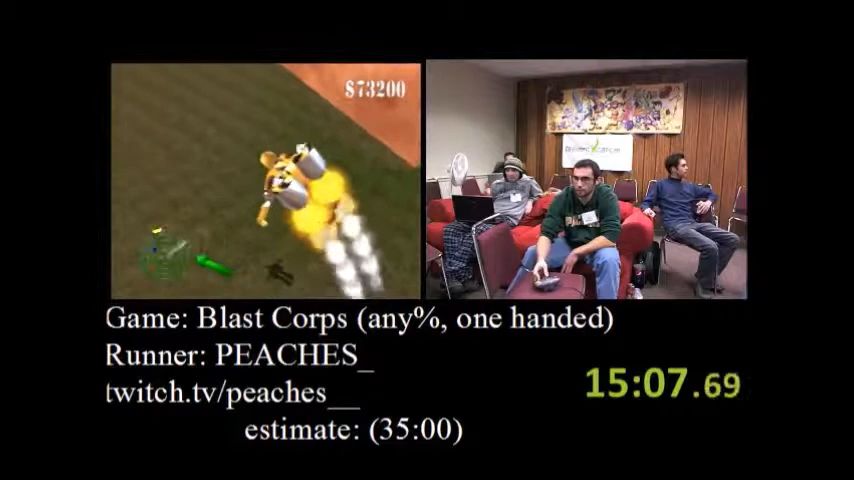 $73200
Game: Blast Corps (any%, one handed)
Runner: PEACHES_
twitch.tv/peaches__
15:07.69
estimate: (35:00)